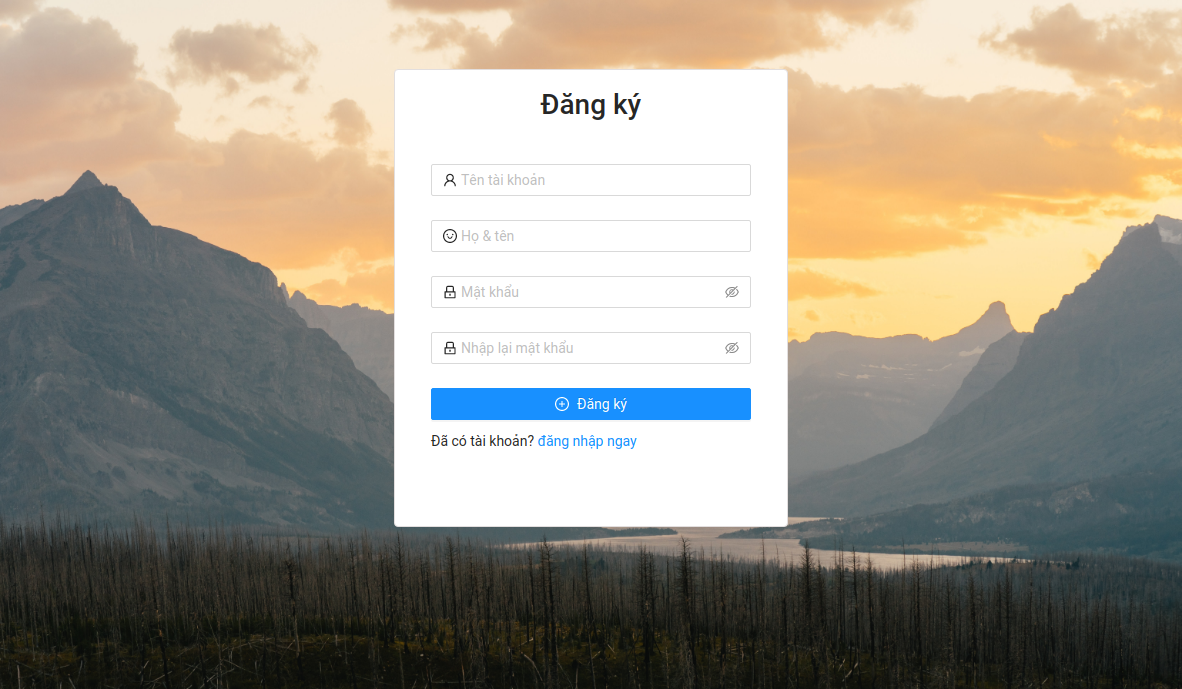 Đăng ký
Tên tài khoản
Họ & tên
Mật khẩu
Nhập lại mật khẩu
Đăng ký
Đã có tài khoản? đăng nhập ngay